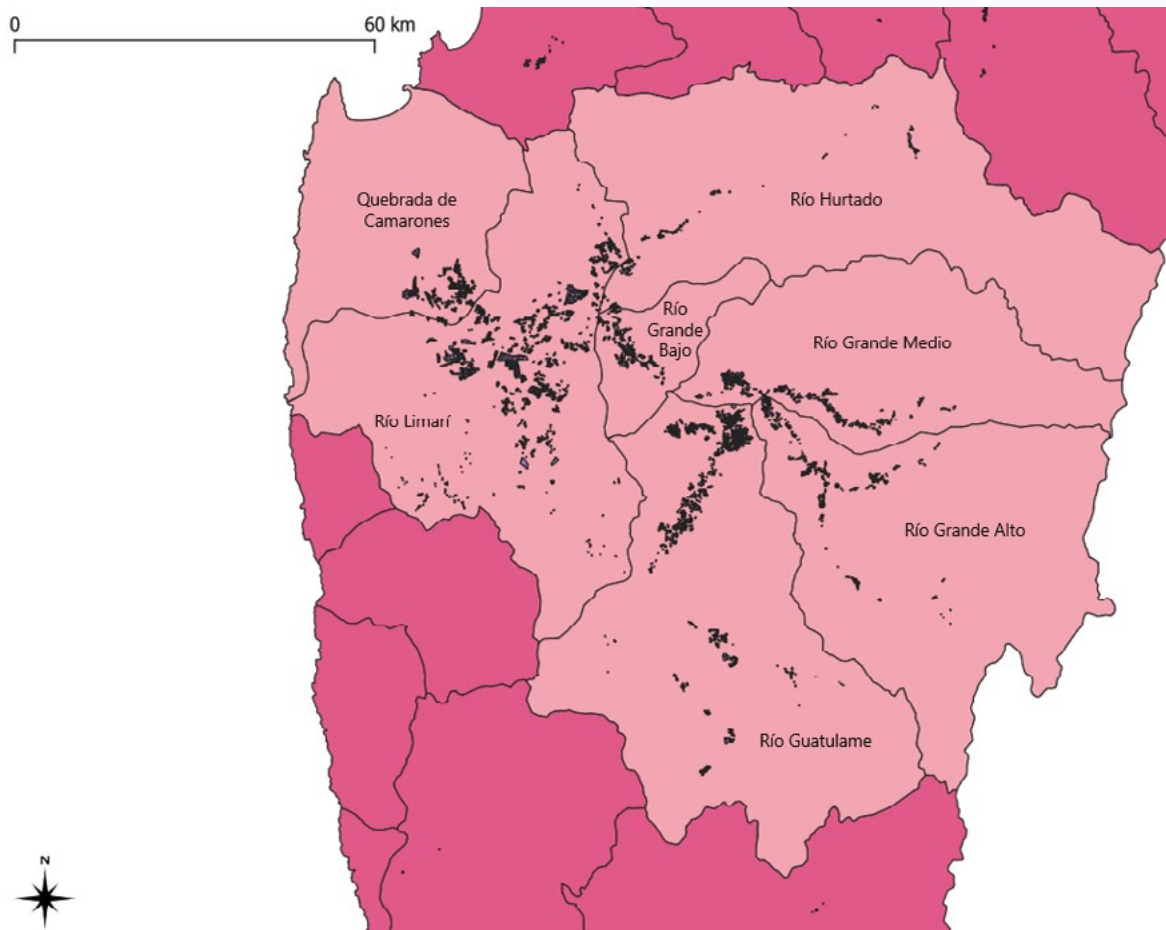 0 60 km
Quebrada de
Camarones
Río Hurtado
Río
Grande
Bajo
Río Grande Medio
Río Limarí
Río Grande Alto
Río Guatulame
N